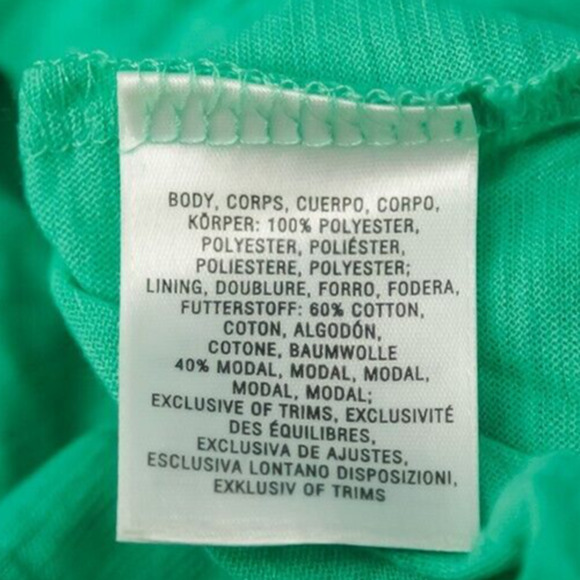 BODY, CORPS, CUERPO, CORPO,
KÖRPER: 100% POLYESTER,
POLYESTER, POLIÉSTER,
POLIESTERE, POLYESTER;
LINING, DOUBLURE, FORRO, FODERA,
FUTTERSTOFF: 60% COTTON,
COTON, ALGODÓN,
COTONE, BAUMWOLLE
40% MODAL, MODAL, MODAL,
MODAL, MODAL;
EXCLUSIVE OF TRIMS, EXCLUSIVITÉ
DES ÉQUILIBRES,
EXCLUSIVA DE AJUSTES,
ESCLUSIVA LONTANO DISPOSIZIONI,
EXKLUSIV OF TRIMS